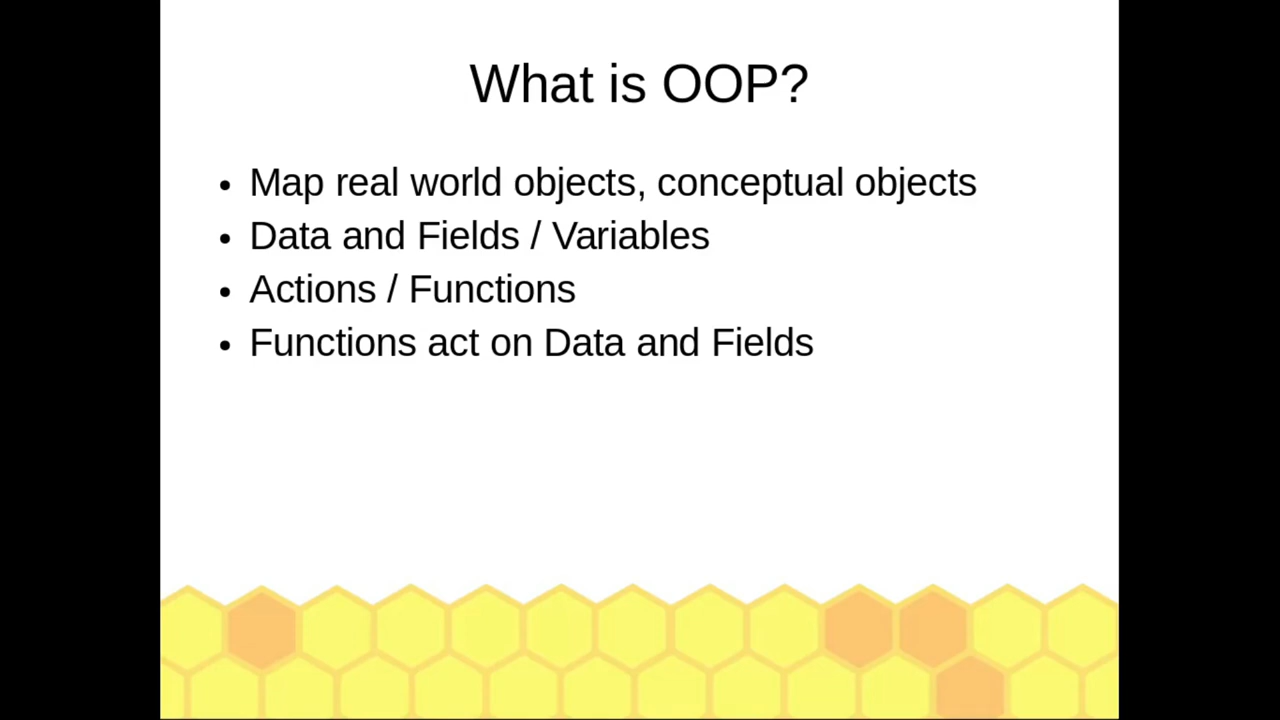 What is OOP?
• Map real world objects, conceptual objects
• Data and Fields / Variables
• Actions / Functions
• Functions act on Data and Fields